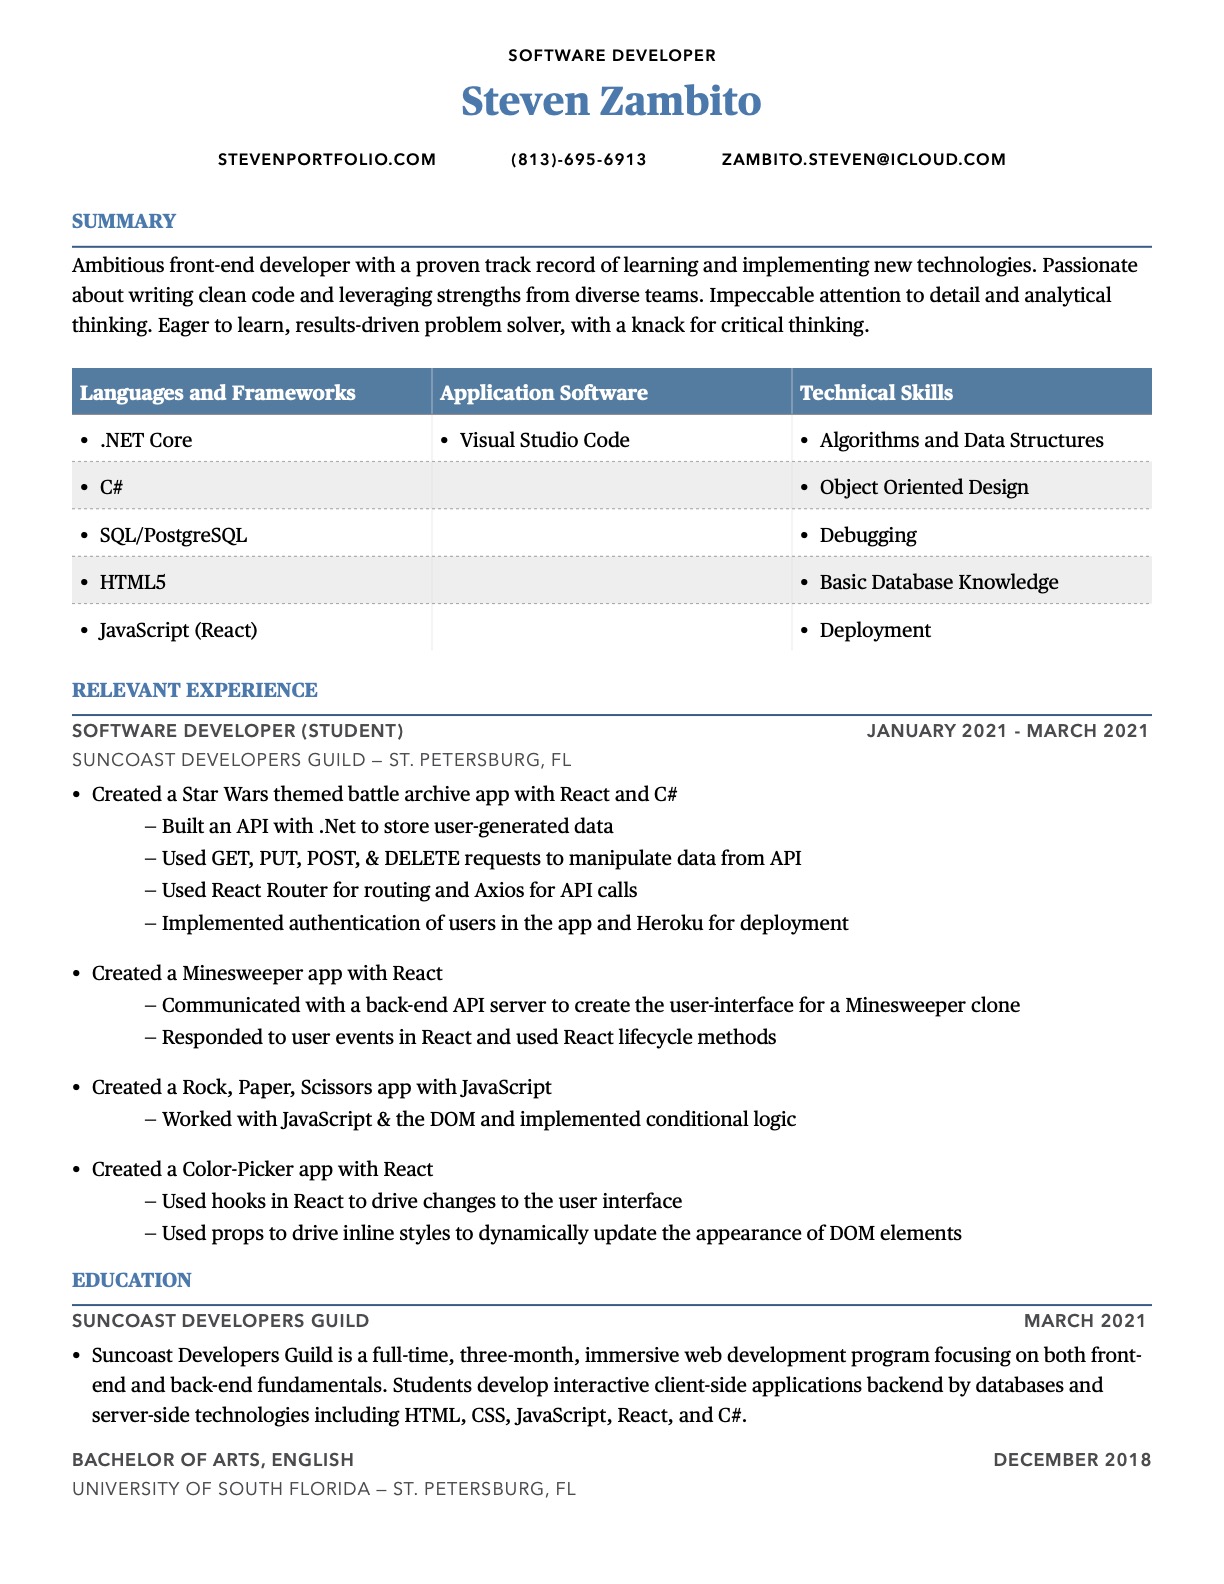 SOFTWARE DEVELOPER
Steven Zambito
STEVENPORTFOLIO.COM (813)-695-6913 ZAMBITO.STEVEN@ICLOUD.COM
SUMMARY
Ambitious front-end developer with a proven track record of learning and implementing new technologies. Passionate
about writing clean code and leveraging strengths from diverse teams. Impeccable attention to detail and analytical
thinking. Eager to learn, results-driven problem solver, with a knack for critical thinking.
Languages and Frameworks Application Software Technical Skills
• .NET Core • Visual Studio Code • Algorithms and Data Structures
• C# • Object Oriented Design
• SQL/PostgreSQL • Debugging
• HTML5 • Basic Database Knowledge
• JavaScript (React) • Deployment
RELEVANT EXPERIENCE
SOFTWARE DEVELOPER (STUDENT) JANUARY 2021 - MARCH 2021
SUNCOAST DEVELOPERS GUILD – ST. PETERSBURG, FL
• Created a Star Wars themed battle archive app with React and C#
– Built an API with .Net to store user-generated data
– Used GET, PUT, POST, & DELETE requests to manipulate data from API
– Used React Router for routing and Axios for API calls
– Implemented authentication of users in the app and Heroku for deployment
• Created a Minesweeper app with React
– Communicated with a back-end API server to create the user-interface for a Minesweeper clone
– Responded to user events in React and used React lifecycle methods
• Created a Rock, Paper, Scissors app with JavaScript
– Worked with JavaScript & the DOM and implemented conditional logic
• Created a Color-Picker app with React
– Used hooks in React to drive changes to the user interface
– Used props to drive inline styles to dynamically update the appearance of DOM elements
EDUCATION
SUNCOAST DEVELOPERS GUILD MARCH 2021
• Suncoast Developers Guild is a full-time, three-month, immersive web development program focusing on both front-
end and back-end fundamentals. Students develop interactive client-side applications backend by databases and
server-side technologies including HTML, CSS, JavaScript, React, and C#.
BACHELOR OF ARTS, ENGLISH DECEMBER 2018
UNIVERSITY OF SOUTH FLORIDA – ST. PETERSBURG, FL